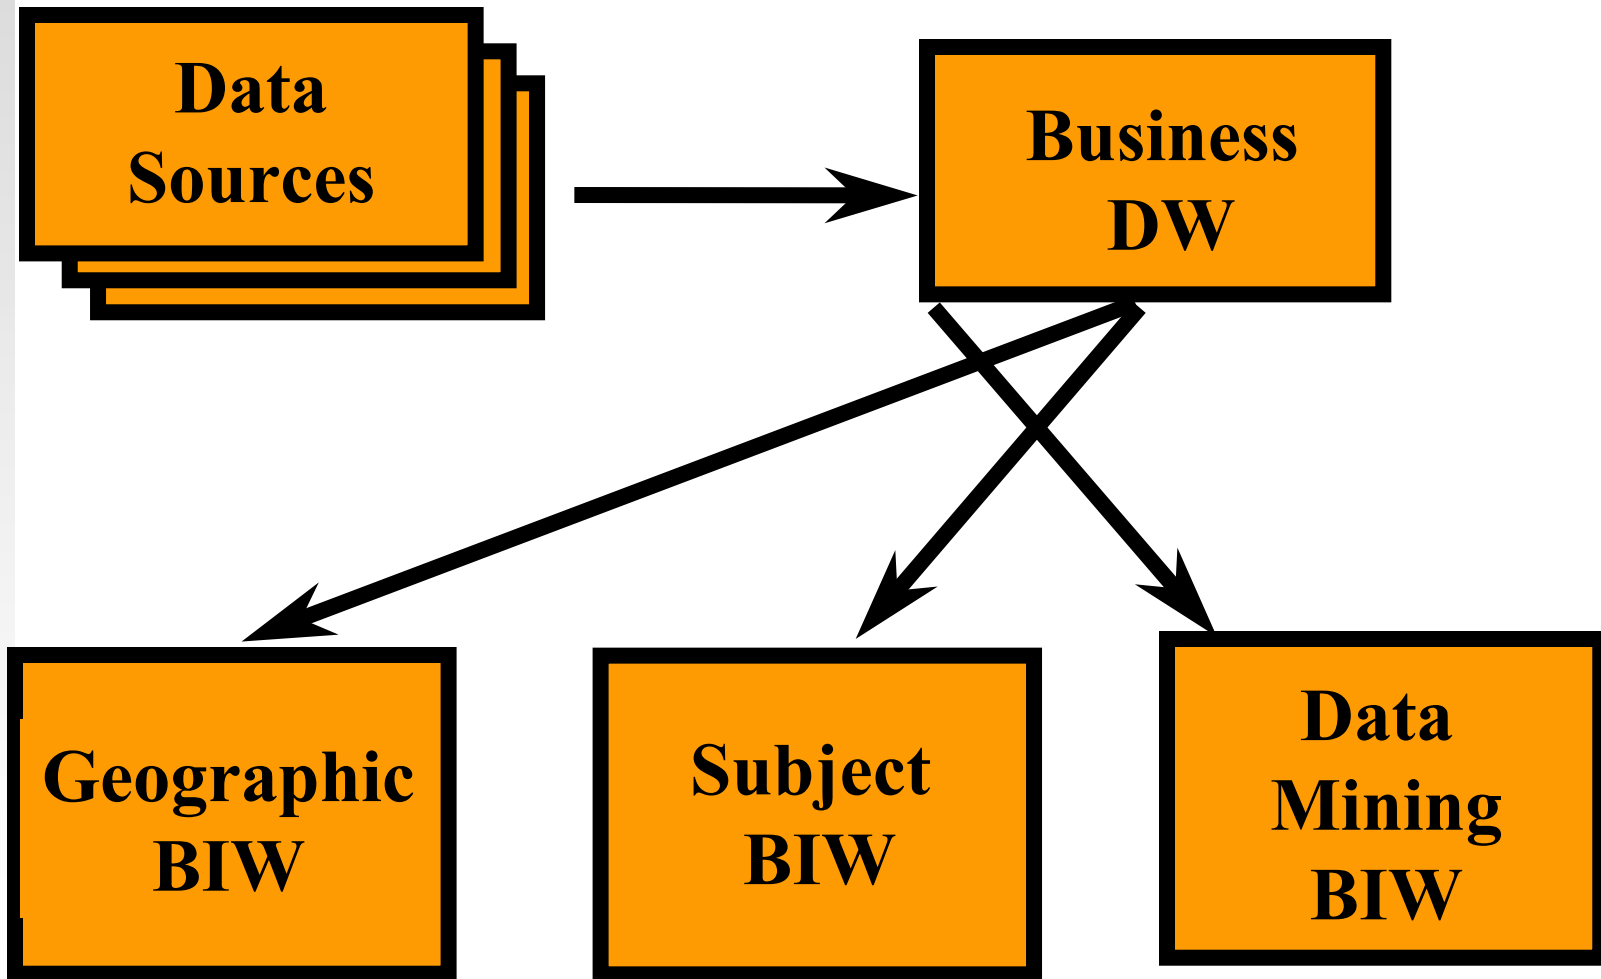 Data
Sources
Business
DW
Geographic
BIW
Subject
BIW
Data
Mining
BIW